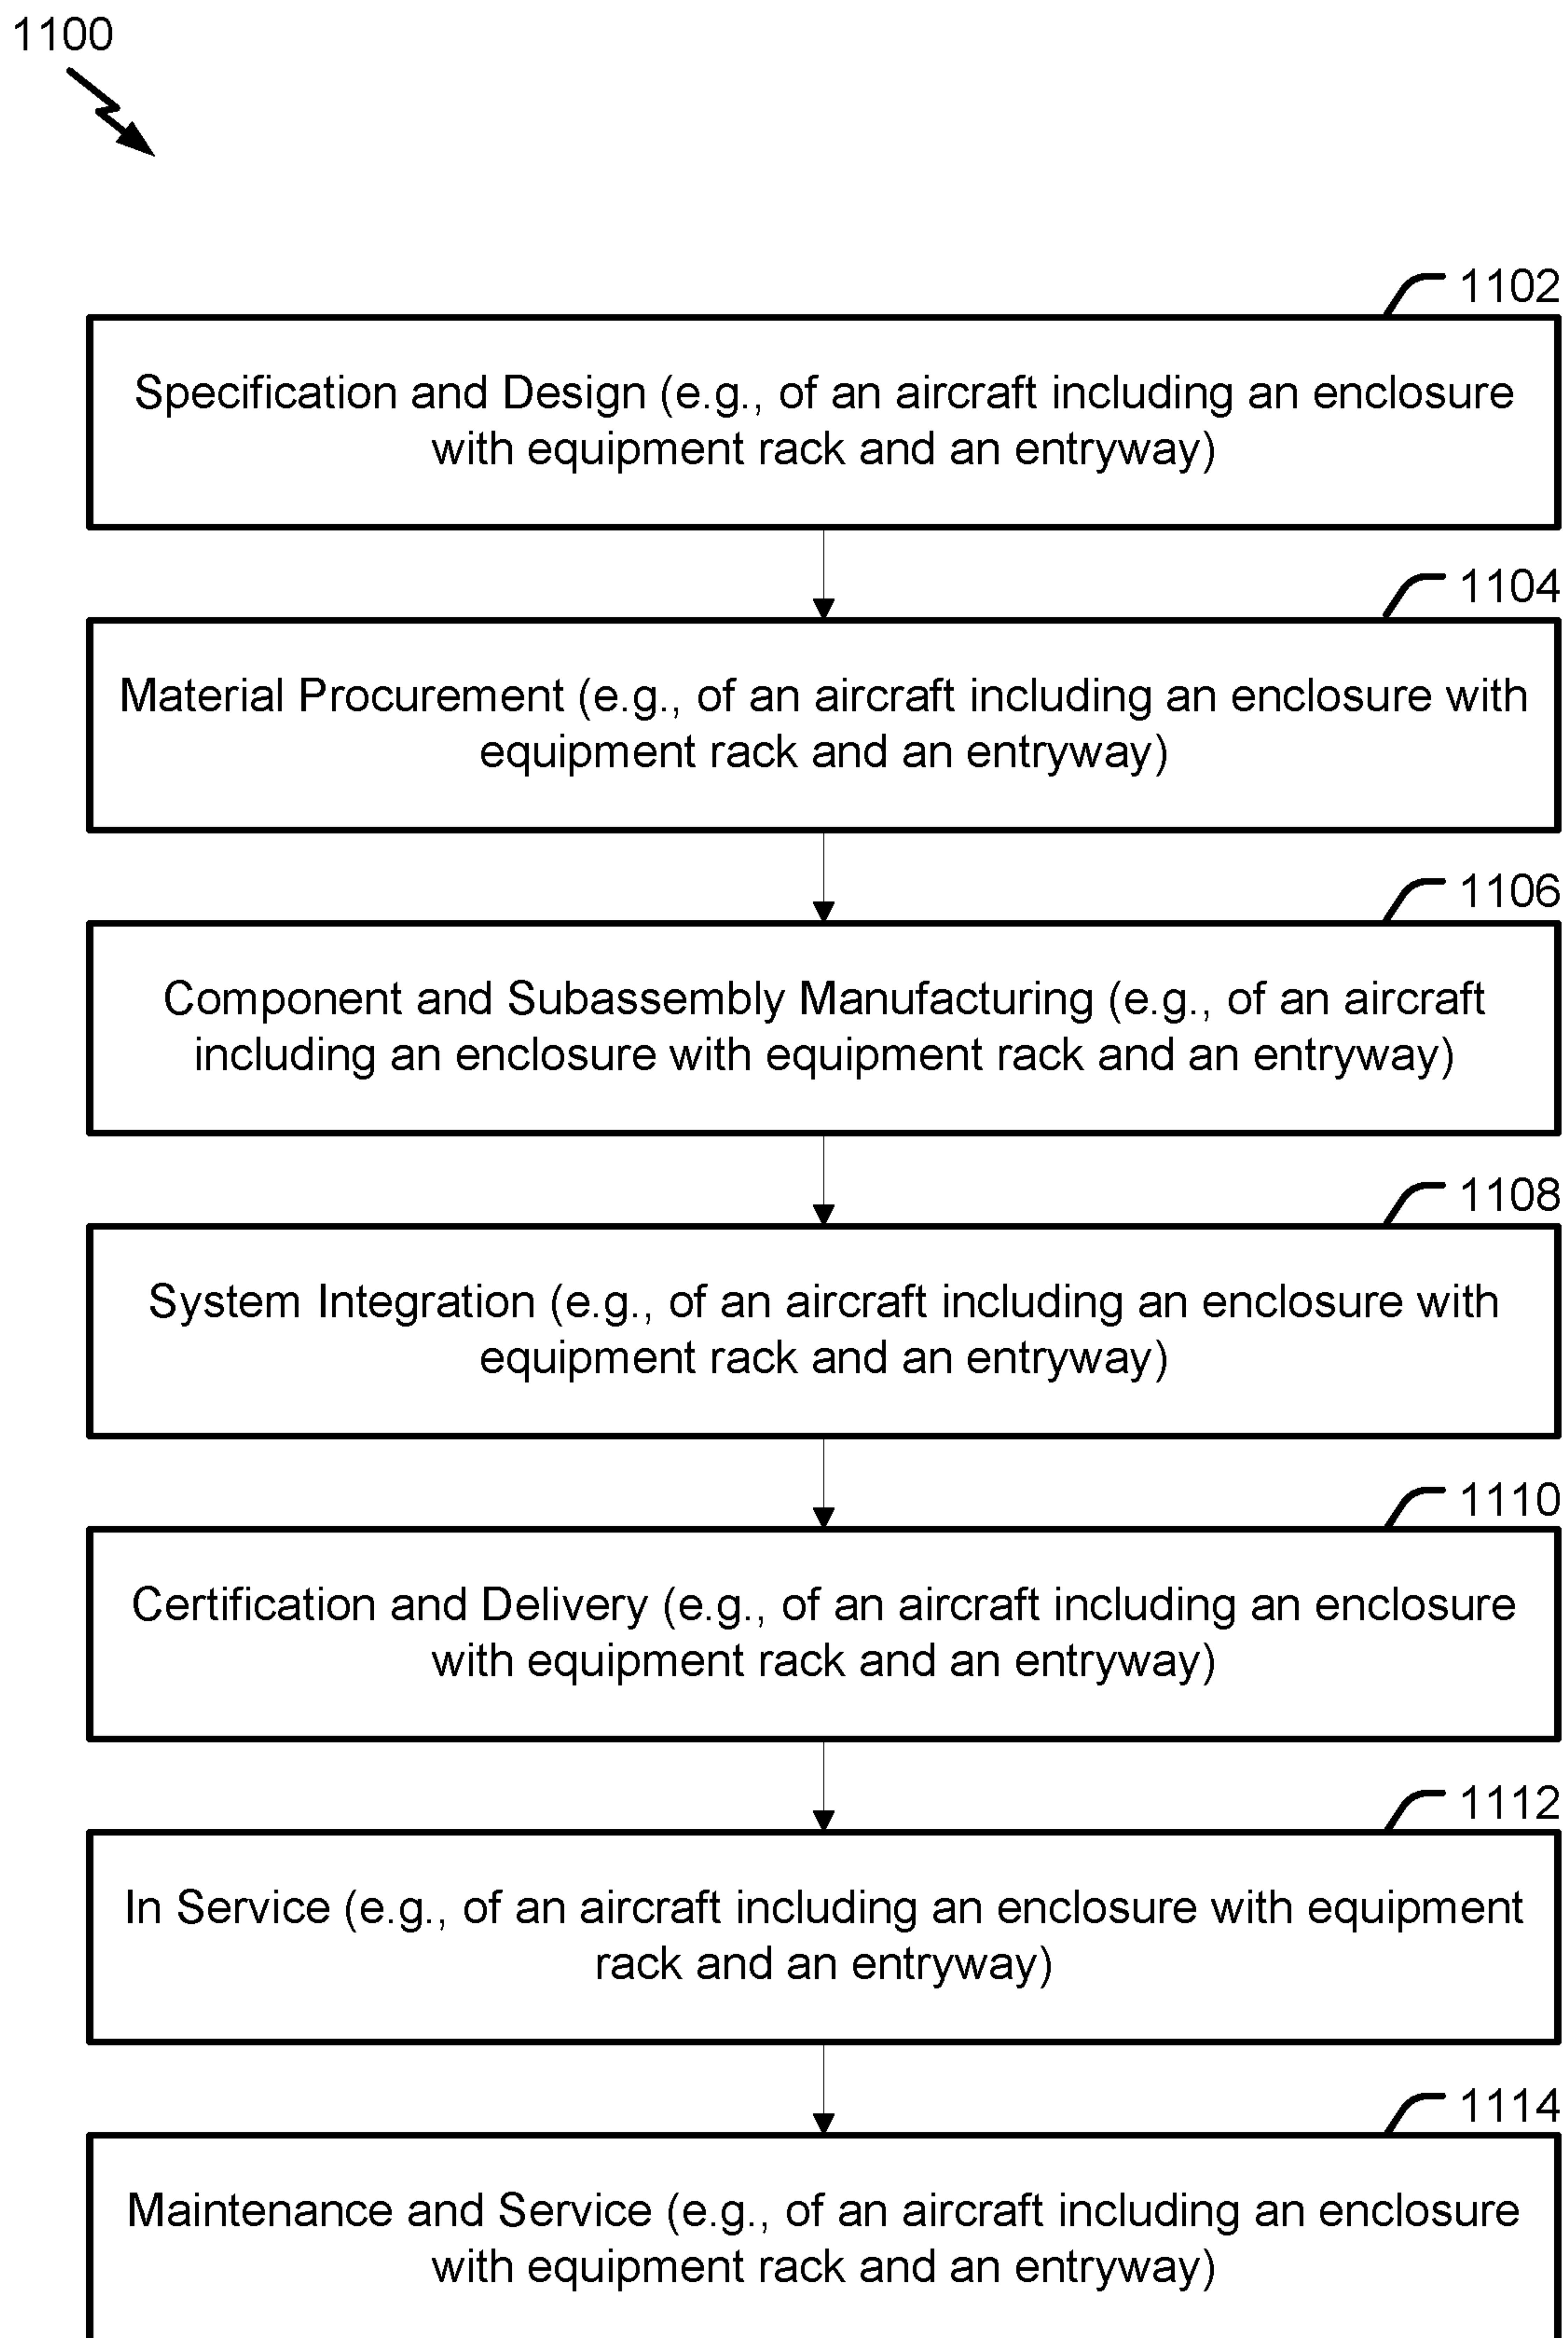 1100
1102
Specification and Design (e.g., of an aircraft including an enclosure
with equipment rack and an entryway)
1104
Material Procurement (e.g., of an aircraft including an enclosure with
equipment rack and an entryway)
1106
Component and Subassembly Manufacturing (e.g., of an aircraft
including an enclosure with equipment rack and an entryway)
1108
System Integration (e.g., of an aircraft including an enclosure with
equipment rack and an entryway)
1110
Certification and Delivery (e.g., of an aircraft including an enclosure
with equipment rack and an entryway)
1112
In Service (e.g., of an aircraft including an enclosure with equipment
rack and an entryway)
1114
Maintenance and Service (e.g., of an aircraft including an enclosure
with equipment rack and an entryway)